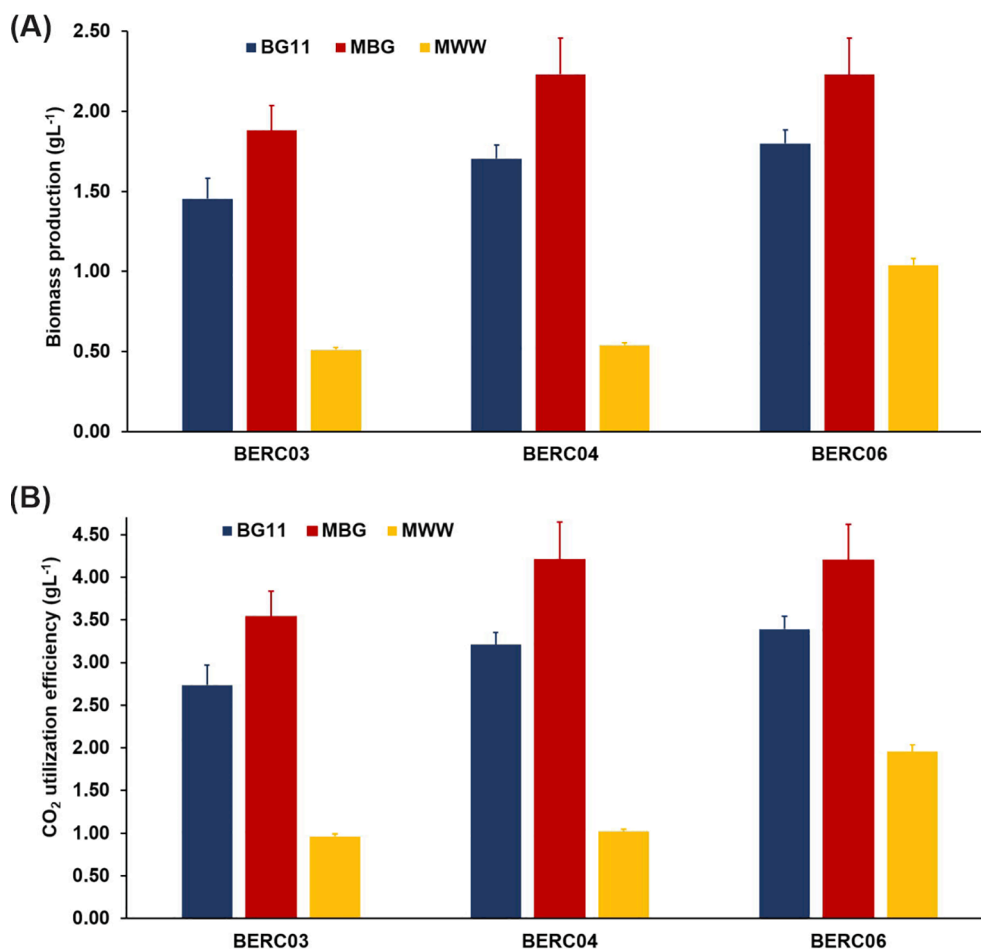 (A)
BG11 MBG MWW
Biomass production (gL⁻¹)
2.50
2.00
1.50
1.00
0.50
0.00
BERC03 BERC04 BERC06
(B)
BG11 MBG MWW
CO₂ utilization efficiency (gL⁻¹)
4.50
4.00
3.50
3.00
2.50
2.00
1.50
1.00
0.50
0.00
BERC03 BERC04 BERC06